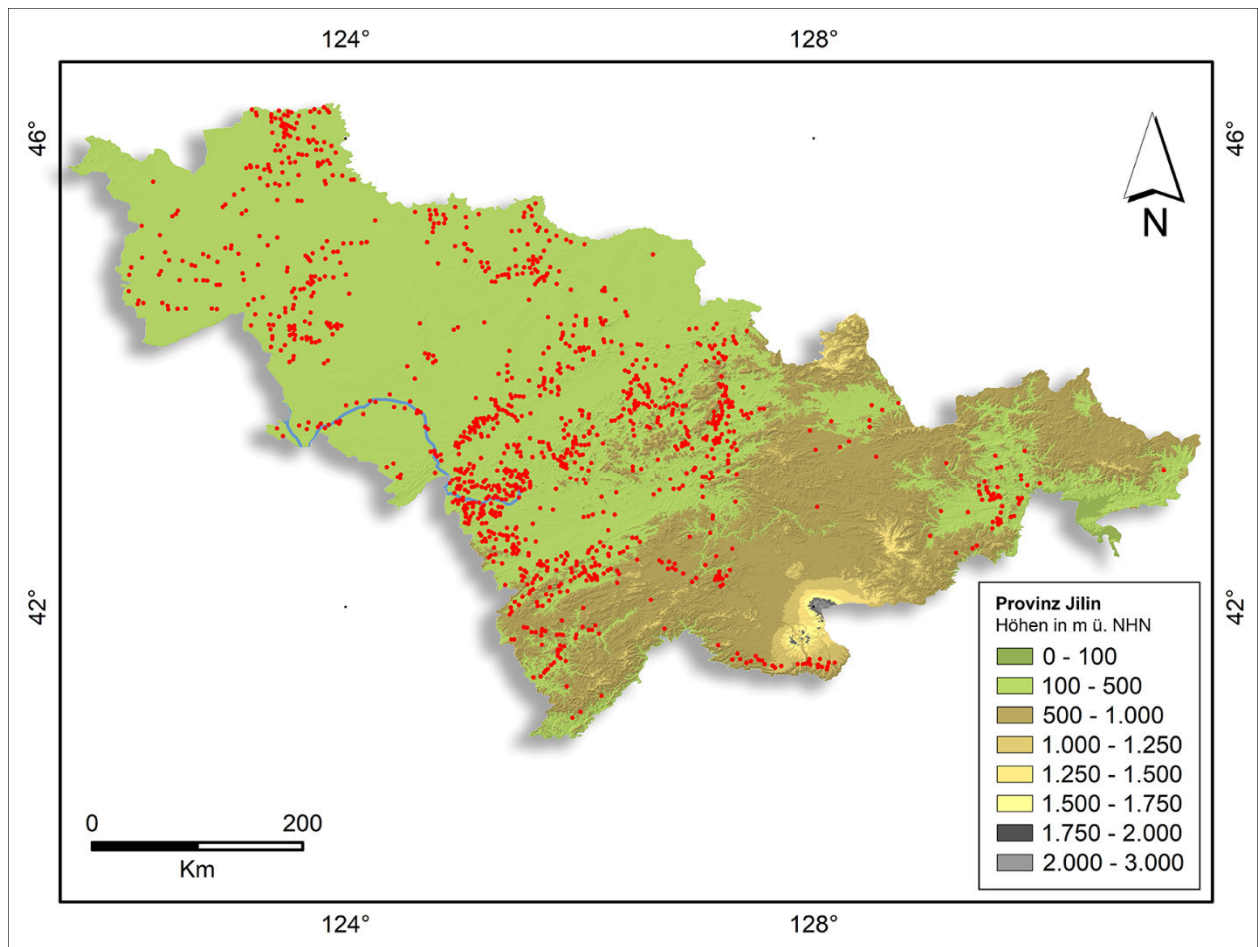 124° 128°
46° 46°
N
42° 42°
Provinz Jilin
Höhen in m ü. NHN
0 - 100
100 - 500
500 - 1.000
1.000 - 1.250
1.250 - 1.500
1.500 - 1.750
1.750 - 2.000
2.000 - 3.000
0 200
Km
124° 128°